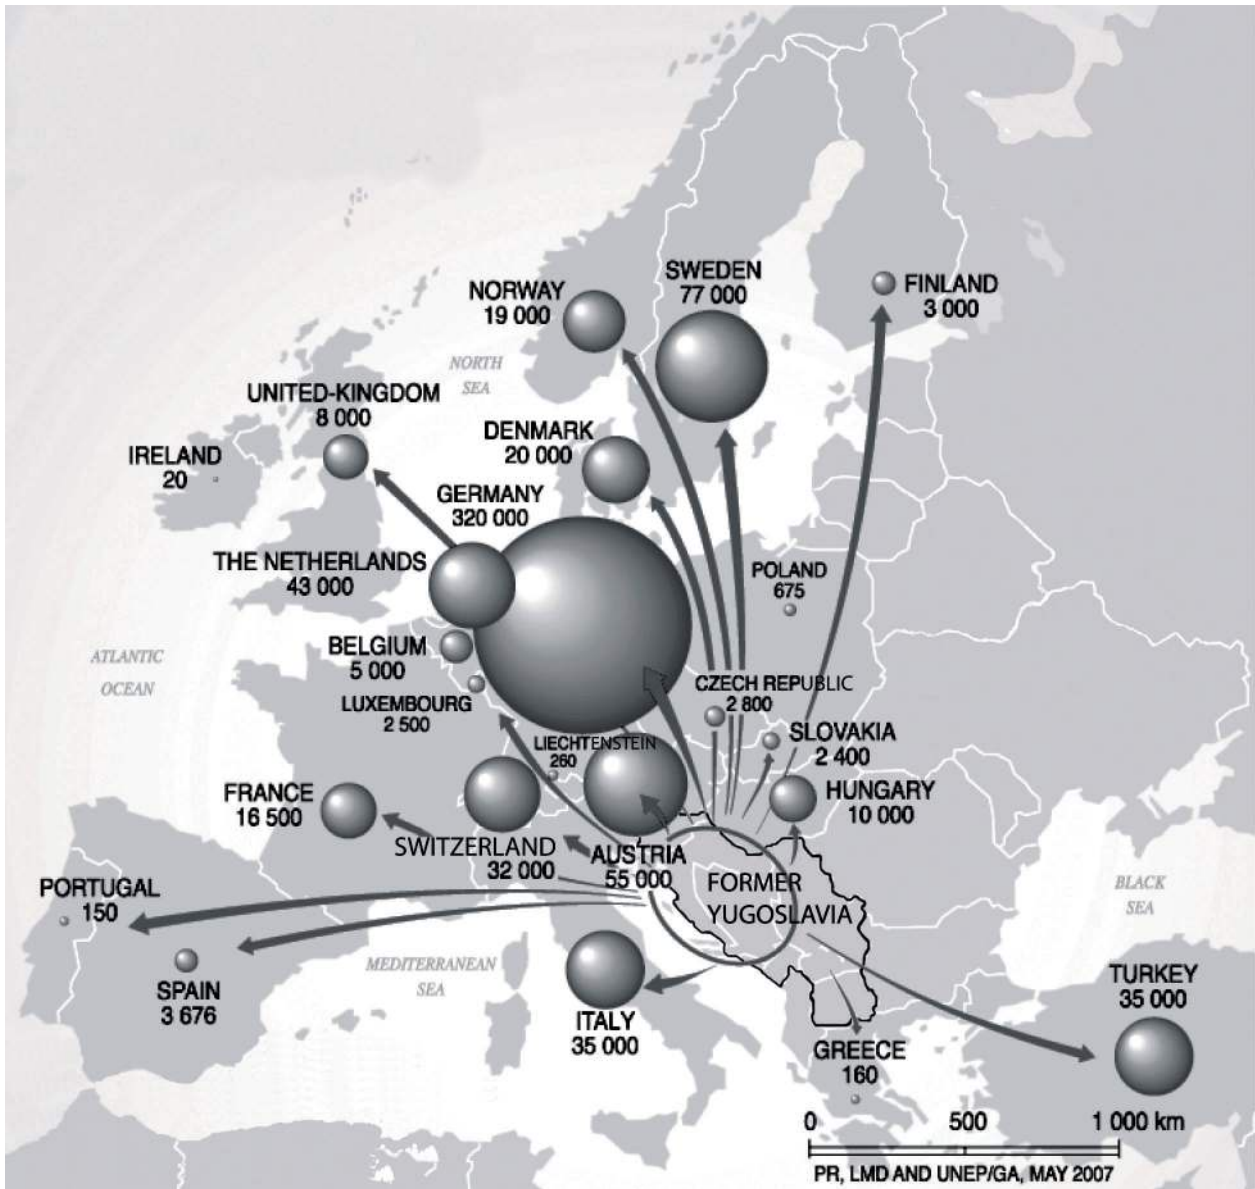 SWEDEN
77 000
FINLAND
3 000
NORWAY
19 000
NORTH
SEA
UNITED-KINGDOM
8 000
DENMARK
20 000
IRELAND
20
GERMANY
320 000
THE NETHERLANDS
43 000
POLAND
675
BELGIUM
5 000
ATLANTIC
OCEAN
LUXEMBOURG
2 500
CZECH REPUBLIC
2 800
SLOVAKIA
2 400
LIECHTENSTEIN
260
HUNGARY
10 000
FRANCE
16 500
SWITZERLAND
32 000
AUSTRIA
55 000
FORMER
YUGOSLAVIA
PORTUGAL
150
BLACK
SEA
MEDITERRANEAN
SEA
SPAIN
3 676
TURKEY
35 000
ITALY
35 000
GREECE
160
0 500 1 000 km
PR, LMD AND UNEP/GA, MAY 2007